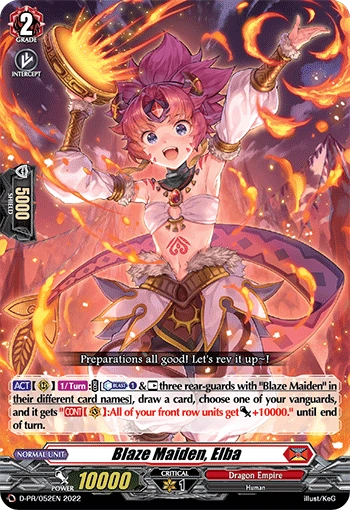 2
GRADE
INTERCEPT
5000
SHIELD
Preparations all good! Let's rev it up~!
ACT 1/Turn : BLAST 1 & three rear-guards with "Blaze Maiden" in
their different card names], draw a card, choose one of your vanguards,
and it gets "CONT :All of your front row units get +10000." until end
of turn.
NORMAL UNIT
Blaze Maiden, Elba
POWER 10000
CRITICAL
1
Dragon Empire
Human
D-PR/052EN 2022
illust/KeG